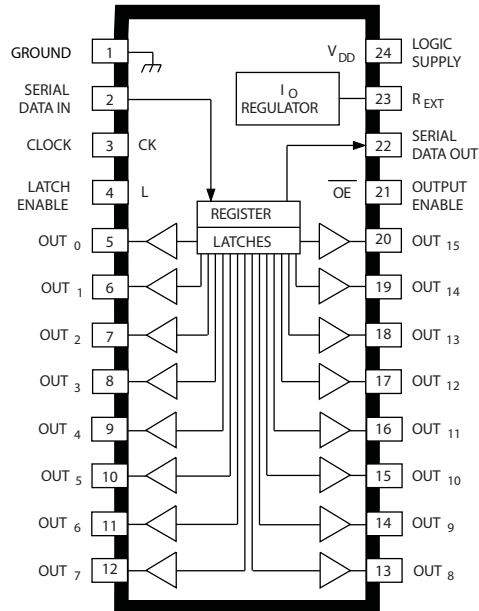 GROUND 1 V_DD 24 LOGIC SUPPLY
SERIAL DATA IN 2 I_O REGULATOR 23 R_EXT
CLOCK 3 CK 22 SERIAL DATA OUT
LATCH ENABLE 4 L OE 21 OUTPUT ENABLE
REGISTER
LATCHES
OUT 0 5 20 OUT 15
OUT 1 6 19 OUT 14
OUT 2 7 18 OUT 13
OUT 3 8 17 OUT 12
OUT 4 9 16 OUT 11
OUT 5 10 15 OUT 10
OUT 6 11 14 OUT 9
OUT 7 12 13 OUT 8